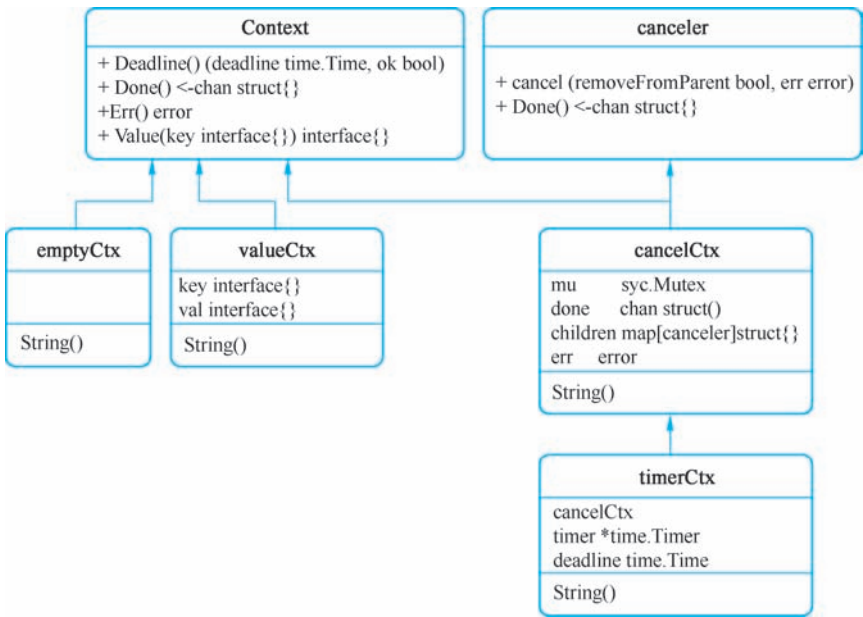 Context
+ Deadline() (deadline time.Time, ok bool)
+ Done() <-chan struct{}
+Err() error
+ Value(key interface{}) interface{}
canceler
+ cancel (removeFromParent bool, err error)
+ Done() <-chan struct{}
emptyCtx
String()
valueCtx
key interface{}
val interface{}
String()
cancelCtx
mu syc.Mutex
done chan struct()
children map[canceler]struct{}
err error
String()
timerCtx
cancelCtx
timer *time.Timer
deadline time.Time
String()